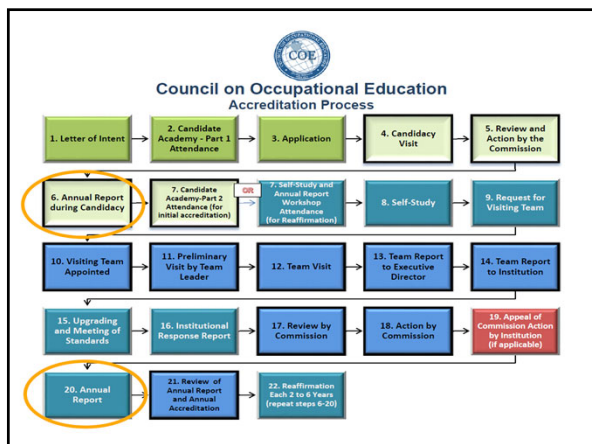 COE
Council on Occupational Education
Accreditation Process
1. Letter of Intent
2. Candidate
Academy - Part 1
Attendance
3. Application
4. Candidacy
Visit
5. Review and
Action by the
Commission
6. Annual Report
during Candidacy
7. Candidate
Academy-Part 2
Attendance (for
initial accreditation)
OR
7. Self-Study and
Annual Report
Workshop
Attendance
(for Reaffirmation)
8. Self-Study
9. Request for
Visiting Team
10. Visiting Team
Appointed
11. Preliminary
Visit by Team
Leader
12. Team Visit
13. Team Report
to Executive
Director
14. Team Report
to Institution
15. Upgrading
and Meeting of
Standards
16. Institutional
Response Report
17. Review by
Commission
18. Action by
Commission
19. Appeal of
Commission Action
by Institution
(if applicable)
20. Annual
Report
21. Review of
Annual Report
and Annual
Accreditation
22. Reaffirmation
Each 2 to 6 Years
(repeat steps 6-20)